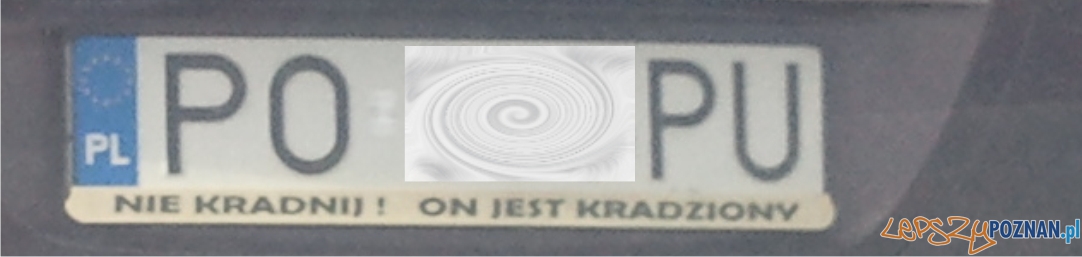 PO PU
PL
NIE KRADNIJ! ON JEST KRADZIONY
LEPSZYPOZNAN.pl